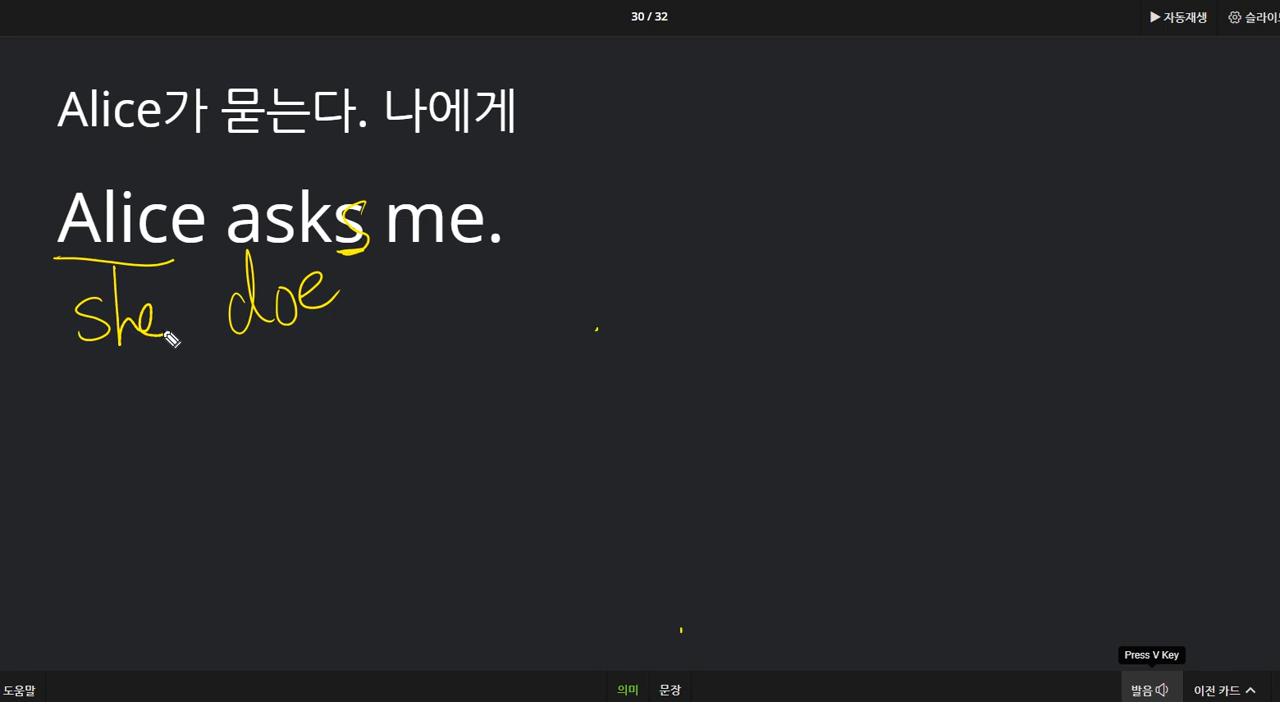 30 / 32
▶ 자동재생
슬라이드
Alice가 묻는다. 나에게
Alice asks me.
she doe
Press V Key
도움말
의미
문장
발음
이전 카드